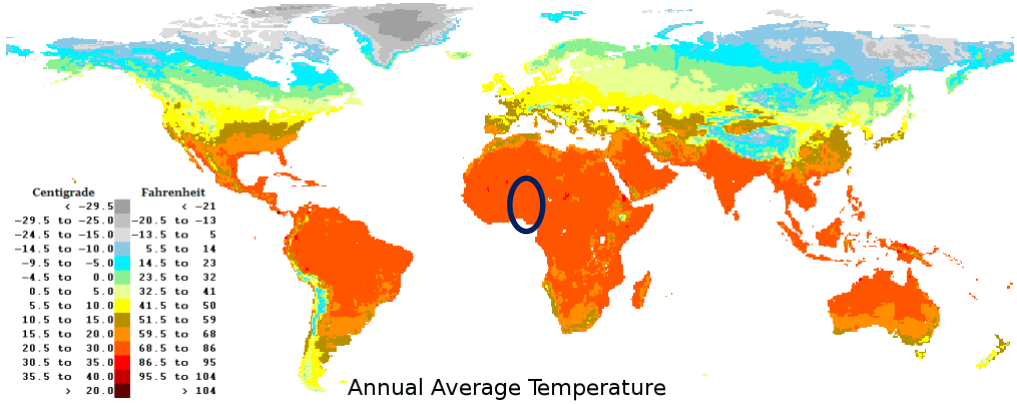 Centigrade Fahrenheit
< -29.5 < -21
-29.5 to -25.0 -20.5 to -13
-24.5 to -15.0 -13.5 to 5
-14.5 to -10.0 5.5 to 14
-9.5 to -5.0 14.5 to 23
-4.5 to 0.0 23.5 to 32
0.5 to 5.0 32.5 to 41
5.5 to 10.0 41.5 to 50
10.5 to 15.0 51.5 to 59
15.5 to 20.0 59.5 to 68
20.5 to 30.0 68.5 to 86
30.5 to 35.0 86.5 to 95
35.5 to 40.0 95.5 to 104
> 20.0 > 104
Annual Average Temperature